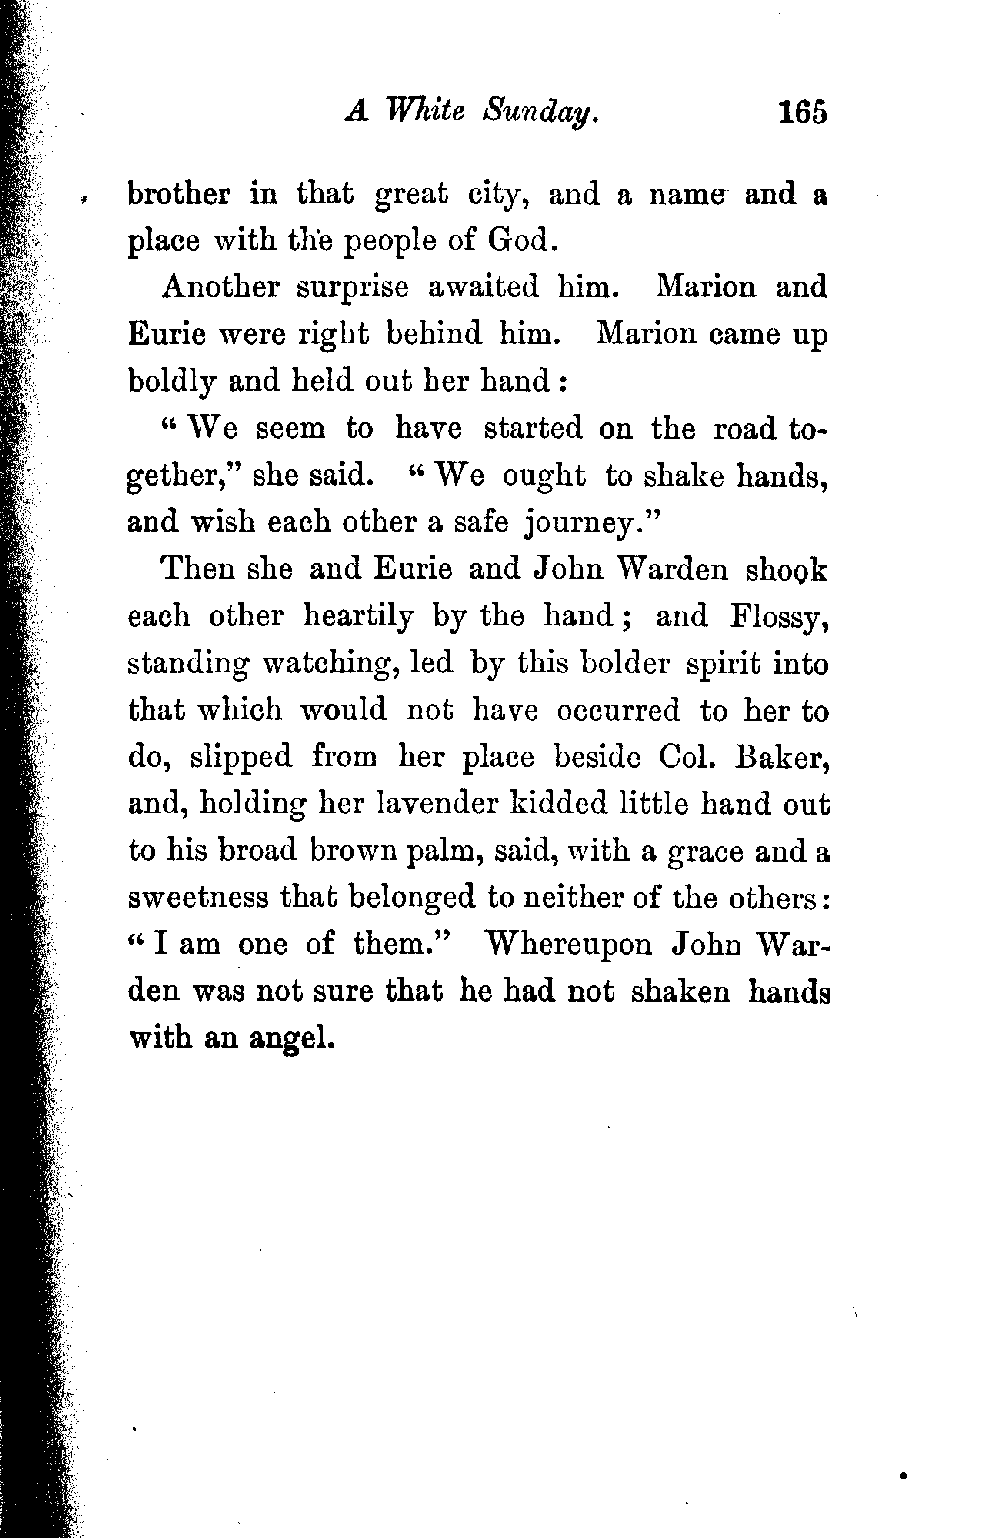 A White Sunday. 165
brother in that great city, and a name and a
place with the people of God.
Another surprise awaited him. Marion and
Eurie were right behind him. Marion came up
boldly and held out her hand :
“ We seem to have started on the road to-
gether,” she said. “ We ought to shake hands,
and wish each other a safe journey.”
Then she and Eurie and John Warden shook
each other heartily by the hand ; and Flossy,
standing watching, led by this bolder spirit into
that which would not have occurred to her to
do, slipped from her place beside Col. Baker,
and, holding her lavender kidded little hand out
to his broad brown palm, said, with a grace and a
sweetness that belonged to neither of the others:
“ I am one of them.” Whereupon John War-
den was not sure that he had not shaken hands
with an angel.